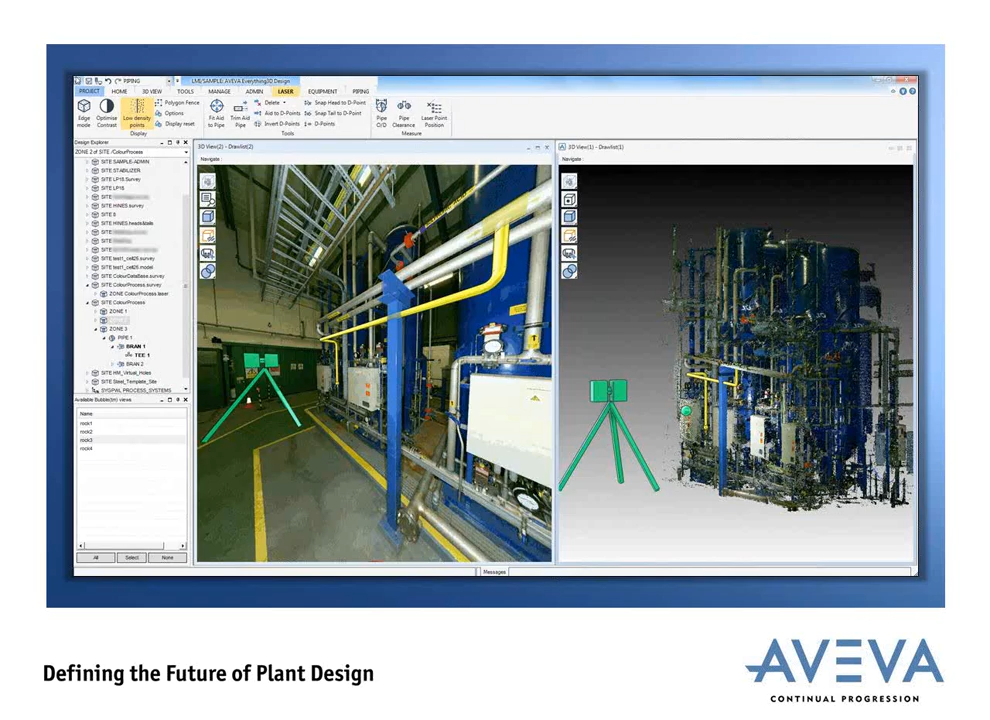 PIPING
LMI/SAMPLE: AVEVA Everything3D Design
PROJECT HOME 3D VIEW TOOLS MANAGE ADMIN LASER EQUIPMENT PIPING
Edge mode
Optimise Contrast
Low density points
Polygon Fence
Options
Display reset
Display
Fit Aid to Pipe
Trim Aid Pipe
Delete
Aid to D-Points
Invert D-Points
Snap Head to D-Point
Snap Tail to D-Point
D-Points
Tools
Pipe C/O
Pipe Clearance
Laser Point Position
Measure
Design Explorer
ZONE 2 of SITE /ColourProcess
SITE SAMPLE-ADMIN
SITE STABILIZER
SITE LP18.Survey
SITE LP18
SITE
SITE HINES.survey
SITE 8
SITE HINES.heads&tails
SITE
SITE
SITE
SITE test1_cell25.survey
SITE test1_cell25.model
SITE ColourDataBase.survey
SITE ColourProcess.survey
ZONE ColourProcess.laser
SITE ColourProcess
ZONE 1
ZONE 3
PIPE 1
BRAN 1
TEE 1
BRAN 2
SITE HM_Virtual_Holes
SITE Steel_Template_Site
SYSPWL PROCESS_SYSTEMS
Available Bubble(tm) views
Name
rock1
rock2
rock3
rock4
All Select None
3D View(2) - Drawlist(2)
Navigate
3D View(1) - Drawlist(1)
Navigate
Messages
Defining the Future of Plant Design
AVEVA
CONTINUAL PROGRESSION